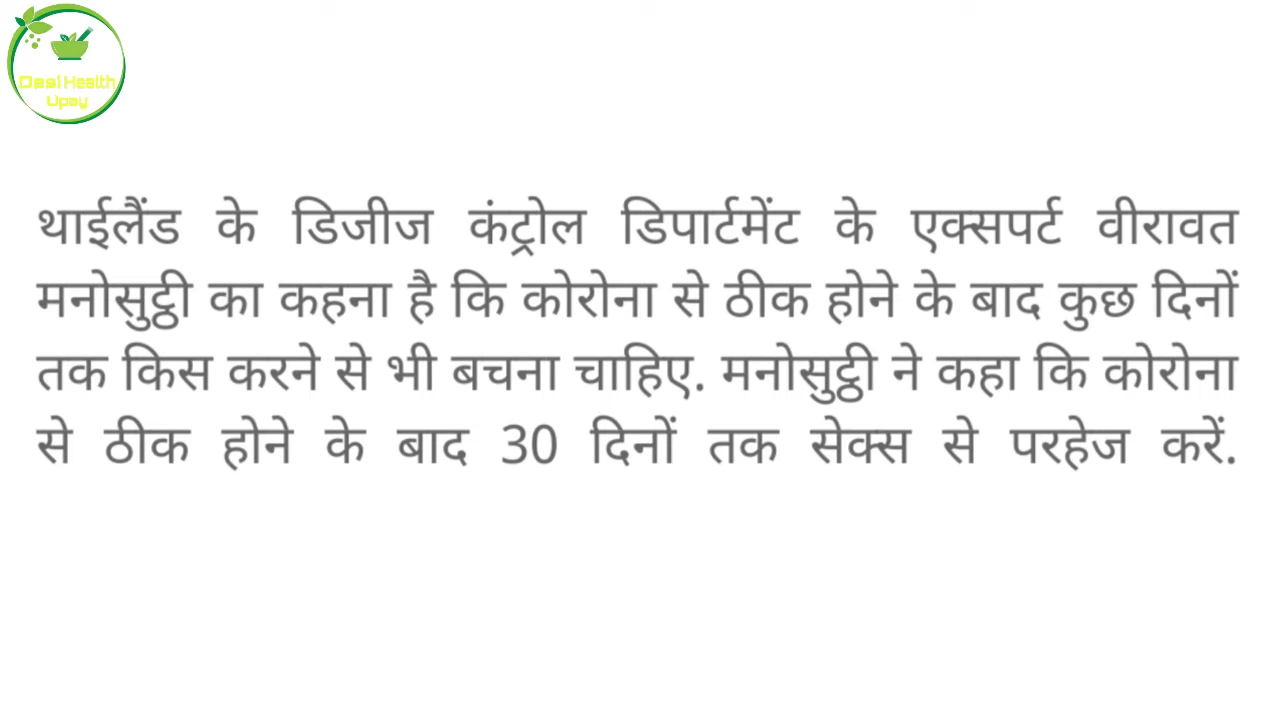 Desi Health
Upay
थाईलैंड के डिजीज कंट्रोल डिपार्टमेंट के एक्सपर्ट वीरावत
मनोसुट्ठी का कहना है कि कोरोना से ठीक होने के बाद कुछ दिनों
तक किस करने से भी बचना चाहिए. मनोसुट्ठी ने कहा कि कोरोना
से ठीक होने के बाद 30 दिनों तक सेक्स से परहेज करें.